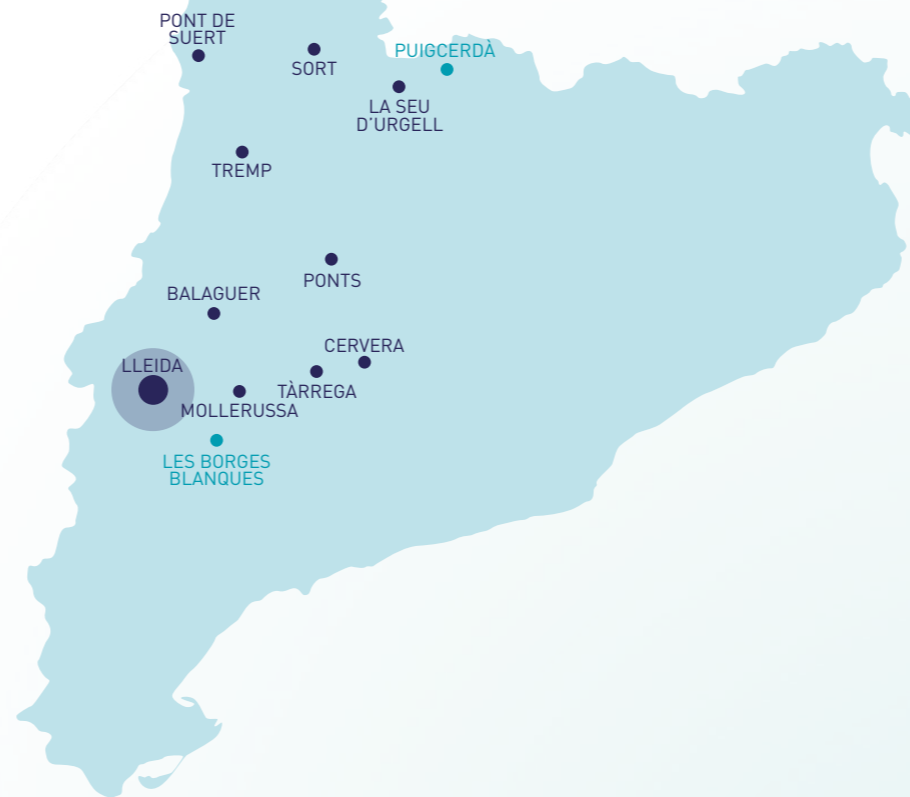 PONT DE
SUERT
SORT
PUIGCERDÀ
LA SEU
D'URGELL
TREMP
PONTS
BALAGUER
CERVERA
LLEIDA
TÀRREGA
MOLLERUSSA
LES BORGES
BLANQUES